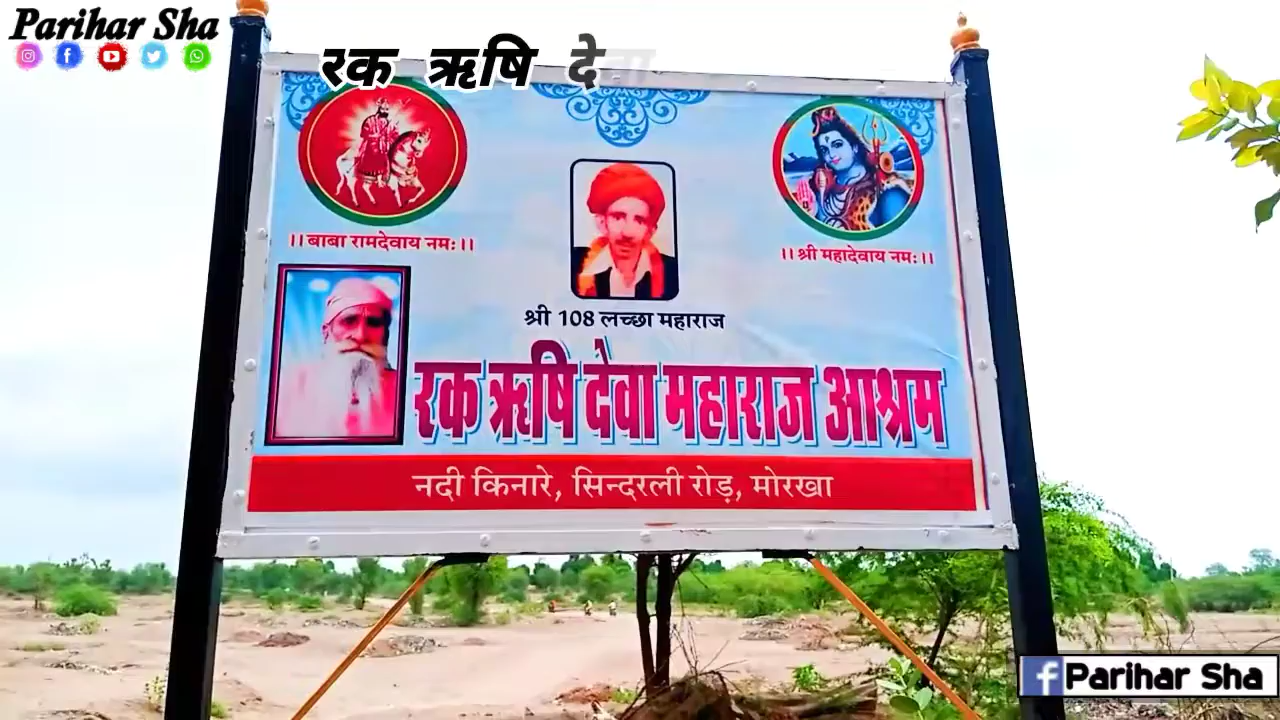 Parihar Sha
रक ऋषि देवा
।। बाबा रामदेवाय नम: ।।
।। श्री महादेवाय नम: ।।
श्री 108 लच्छा महाराज
रक ऋषि देवा महाराज आश्रम
नदी किनारे, सिन्दरली रोड़, मोरखा
Parihar Sha